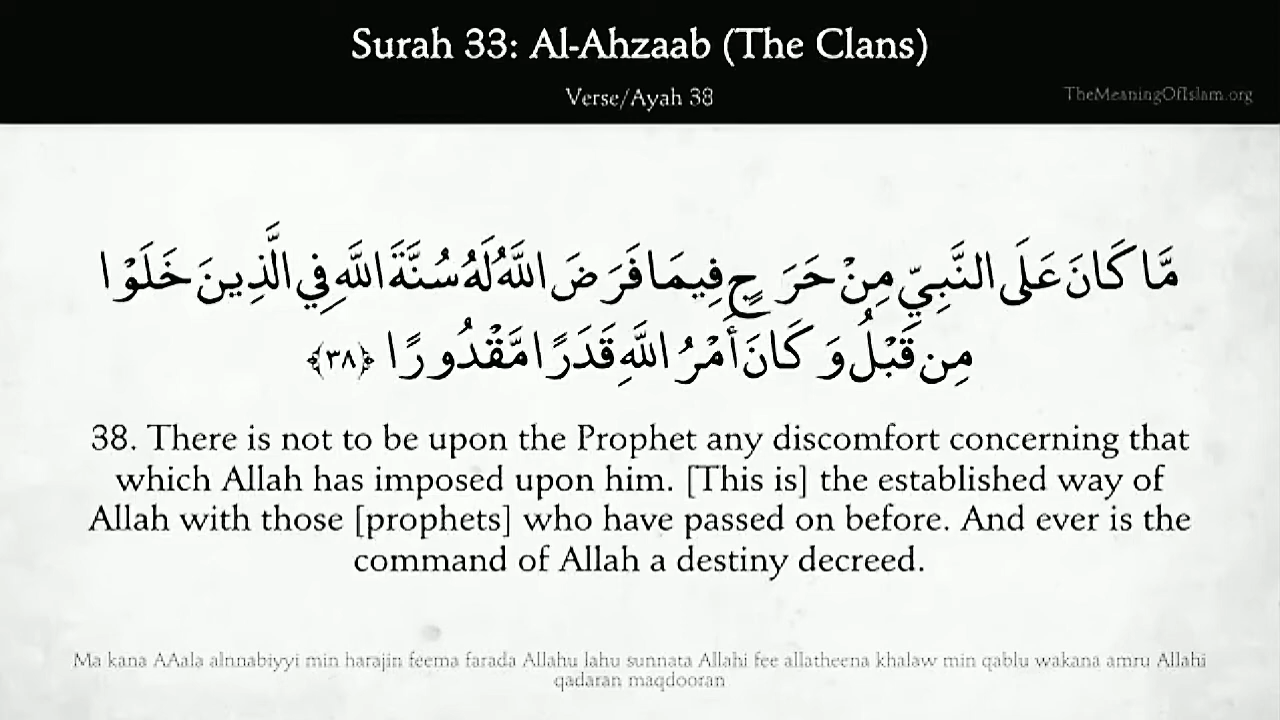 Surah 33: Al-Ahzaab (The Clans)
Verse/Ayah 38
TheMeaningOfIslam.org
مَّا كَانَ عَلَى النَّبِيِّ مِنْ حَرَجٍ فِيمَا فَرَضَ اللَّهُ لَهُ سُنَّةَ اللَّهِ فِي الَّذِينَ خَلَوْا
مِن قَبْلُ وَكَانَ أَمْرُ اللَّهِ قَدَرًا مَّقْدُورًا ﴿٣٨﴾
38. There is not to be upon the Prophet any discomfort concerning that
which Allah has imposed upon him. [This is] the established way of
Allah with those [prophets] who have passed on before. And ever is the
command of Allah a destiny decreed.
Ma kana AAala alnnabiyyi min harajin feema farada Allahu lahu sunnata Allahi fee allatheena khalaw min qablu wakana amru Allahi
qadaran maqdooran